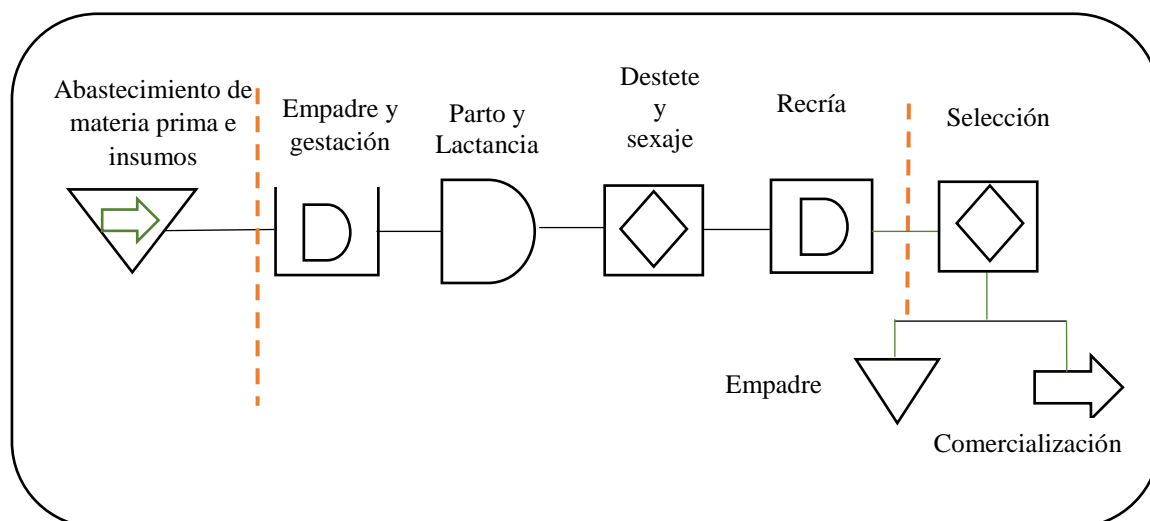 Abastecimiento de
materia prima e
insumos
Empadre y
gestación
Parto y
Lactancia
Destete
y
sexaje
Recría
Selección
Empadre
Comercialización